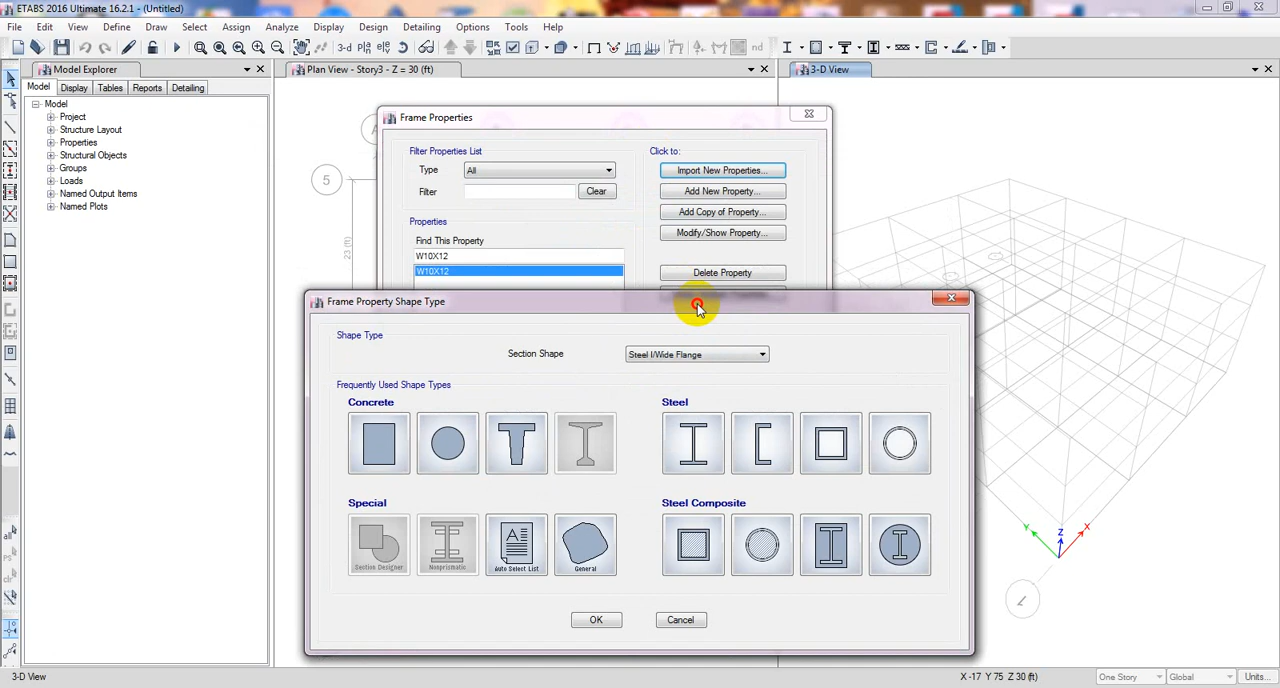 ETABS 2016 Ultimate 16.2.1 - (Untitled)
File Edit View Define Draw Select Assign Analyze Display Design Detailing Options Tools Help
3-d Plan nd
Model Explorer
Plan View - Story3 - Z = 30 (ft)
3-D View
Model Display Tables Reports Detailing
Model
Project
Structure Layout
Properties
Structural Objects
Groups
Loads
Named Output Items
Named Plots
5
23 (ft)
Frame Properties
Filter Properties List
Type All
Filter Clear
Properties
Find This Property
W10X12
W10X12
Click to:
Import New Properties...
Add New Property...
Add Copy of Property...
Modify/Show Property...
Delete Property
Frame Property Shape Type
Shape Type
Section Shape Steel I/Wide Flange
Frequently Used Shape Types
Concrete
Steel
Special
Section Designer
Nonprismatic
Auto Select List
General
Steel Composite
OK Cancel
Y Z X
3-D View
X -17 Y 75 Z 30 (ft)
One Story Global Units...